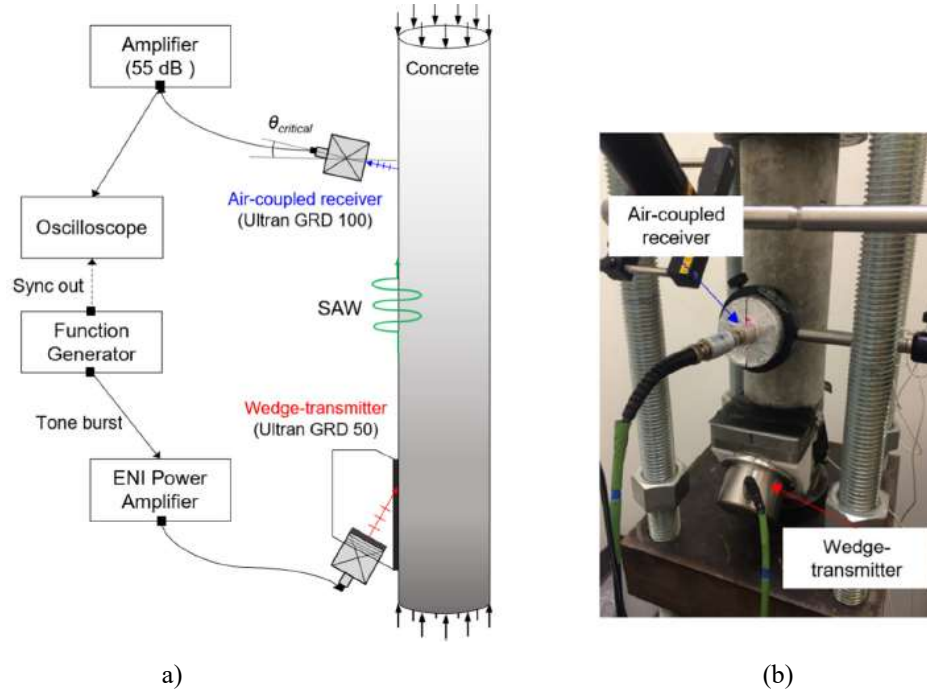 Amplifier
(55 dB )
Concrete
θcritical
Air-coupled receiver
(Ultran GRD 100)
Oscilloscope
Sync out
SAW
Function
Generator
Wedge-transmitter
(Ultran GRD 50)
Tone burst
ENI Power
Amplifier
Air-coupled
receiver
Wedge-
transmitter
a)
(b)